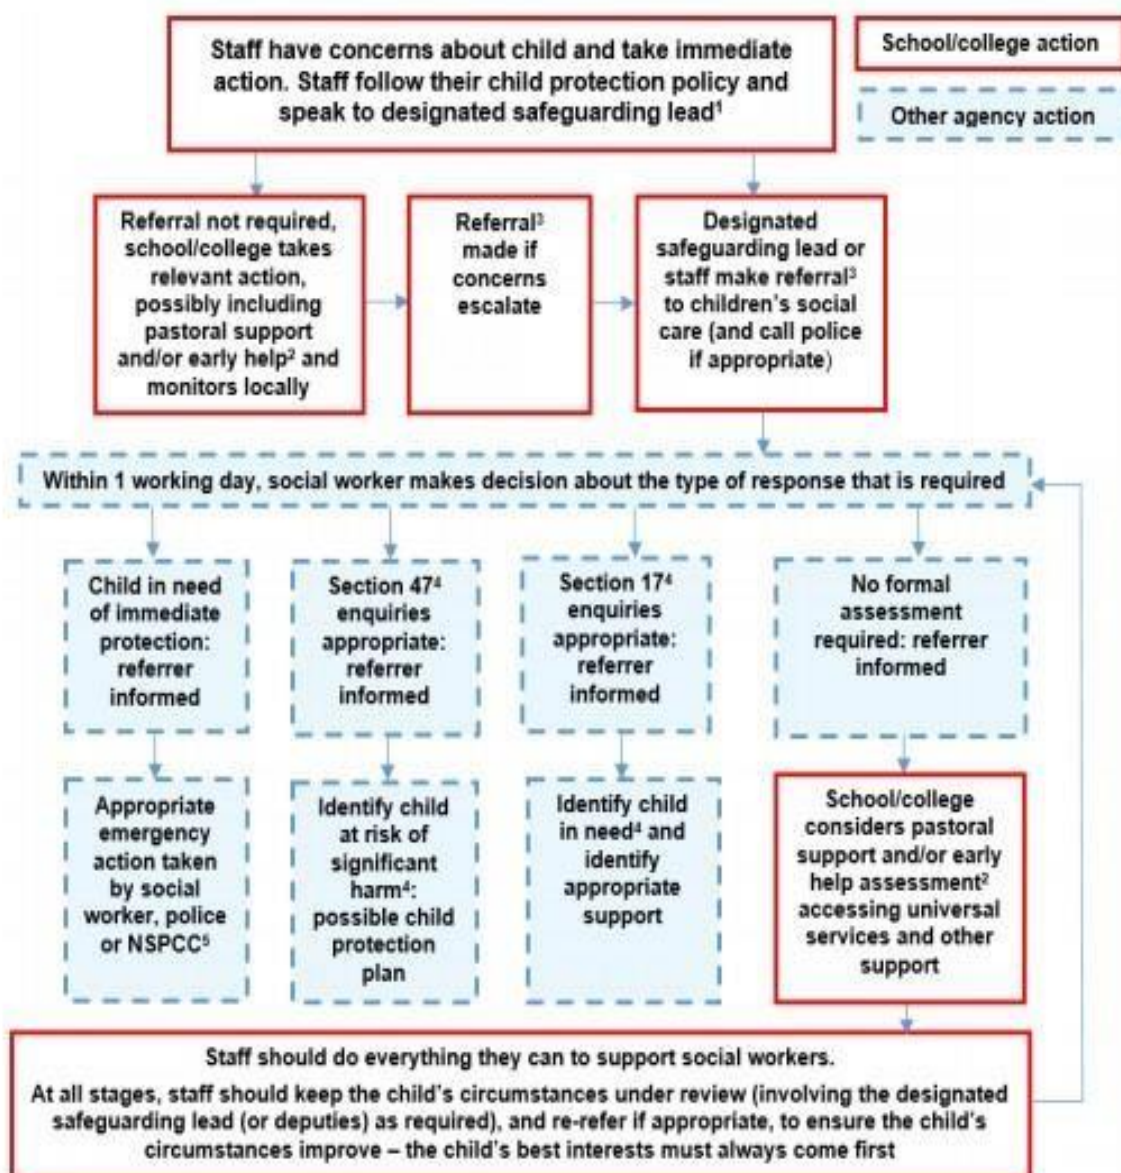 Staff have concerns about child and take immediate
action. Staff follow their child protection policy and
speak to designated safeguarding lead¹
School/college action
Other agency action
Referral not required,
school/college takes
relevant action,
possibly including
pastoral support
and/or early help² and
monitors locally
Referral³
made if
concerns
escalate
Designated
safeguarding lead or
staff make referral³
to children's social
care (and call police
if appropriate)
Within 1 working day, social worker makes decision about the type of response that is required
Child in need
of immediate
protection:
referrer
informed
Section 47⁴
enquiries
appropriate:
referrer
informed
Section 17⁴
enquiries
appropriate:
referrer
informed
No formal
assessment
required: referrer
informed
Appropriate
emergency
action taken
by social
worker, police
or NSPCC⁵
Identify child
at risk of
significant
harm⁴:
possible child
protection
plan
Identify child
in need⁴ and
identify
appropriate
support
School/college
considers pastoral
support and/or early
help assessment²
accessing universal
services and other
support
Staff should do everything they can to support social workers.
At all stages, staff should keep the child's circumstances under review (involving the designated
safeguarding lead (or deputies) as required), and re-refer if appropriate, to ensure the child's
circumstances improve – the child's best interests must always come first